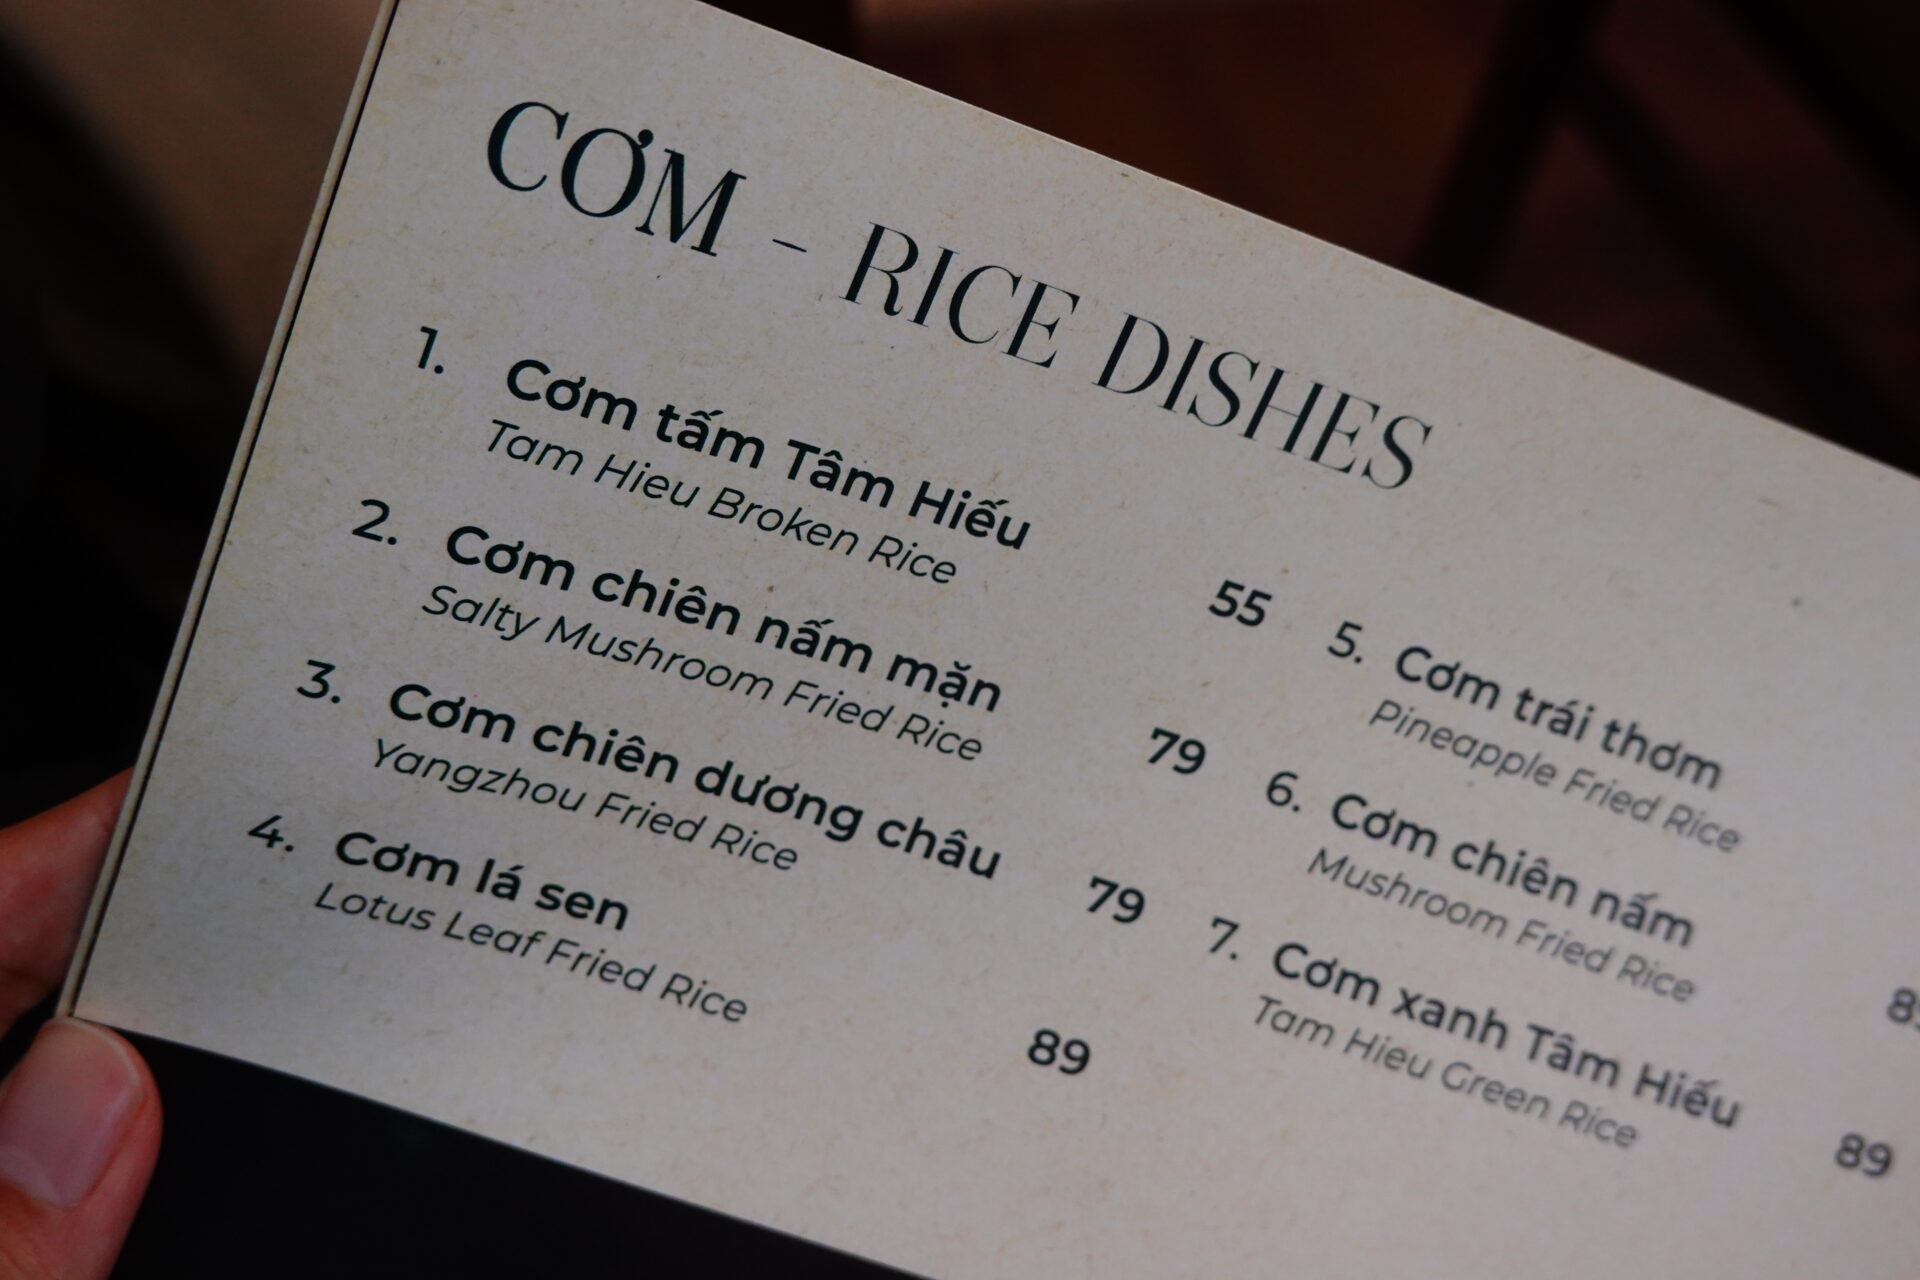 CƠM - RICE DISHES
1. Cơm tấm Tâm Hiếu 55
Tam Hieu Broken Rice
2. Cơm chiên nấm mặn 79
Salty Mushroom Fried Rice
3. Cơm chiên dương châu 79
Yangzhou Fried Rice
4. Cơm lá sen 89
Lotus Leaf Fried Rice
5. Cơm trái thơm
Pineapple Fried Rice
6. Cơm chiên nấm
Mushroom Fried Rice
7. Cơm xanh Tâm Hiếu 89
Tam Hieu Green Rice